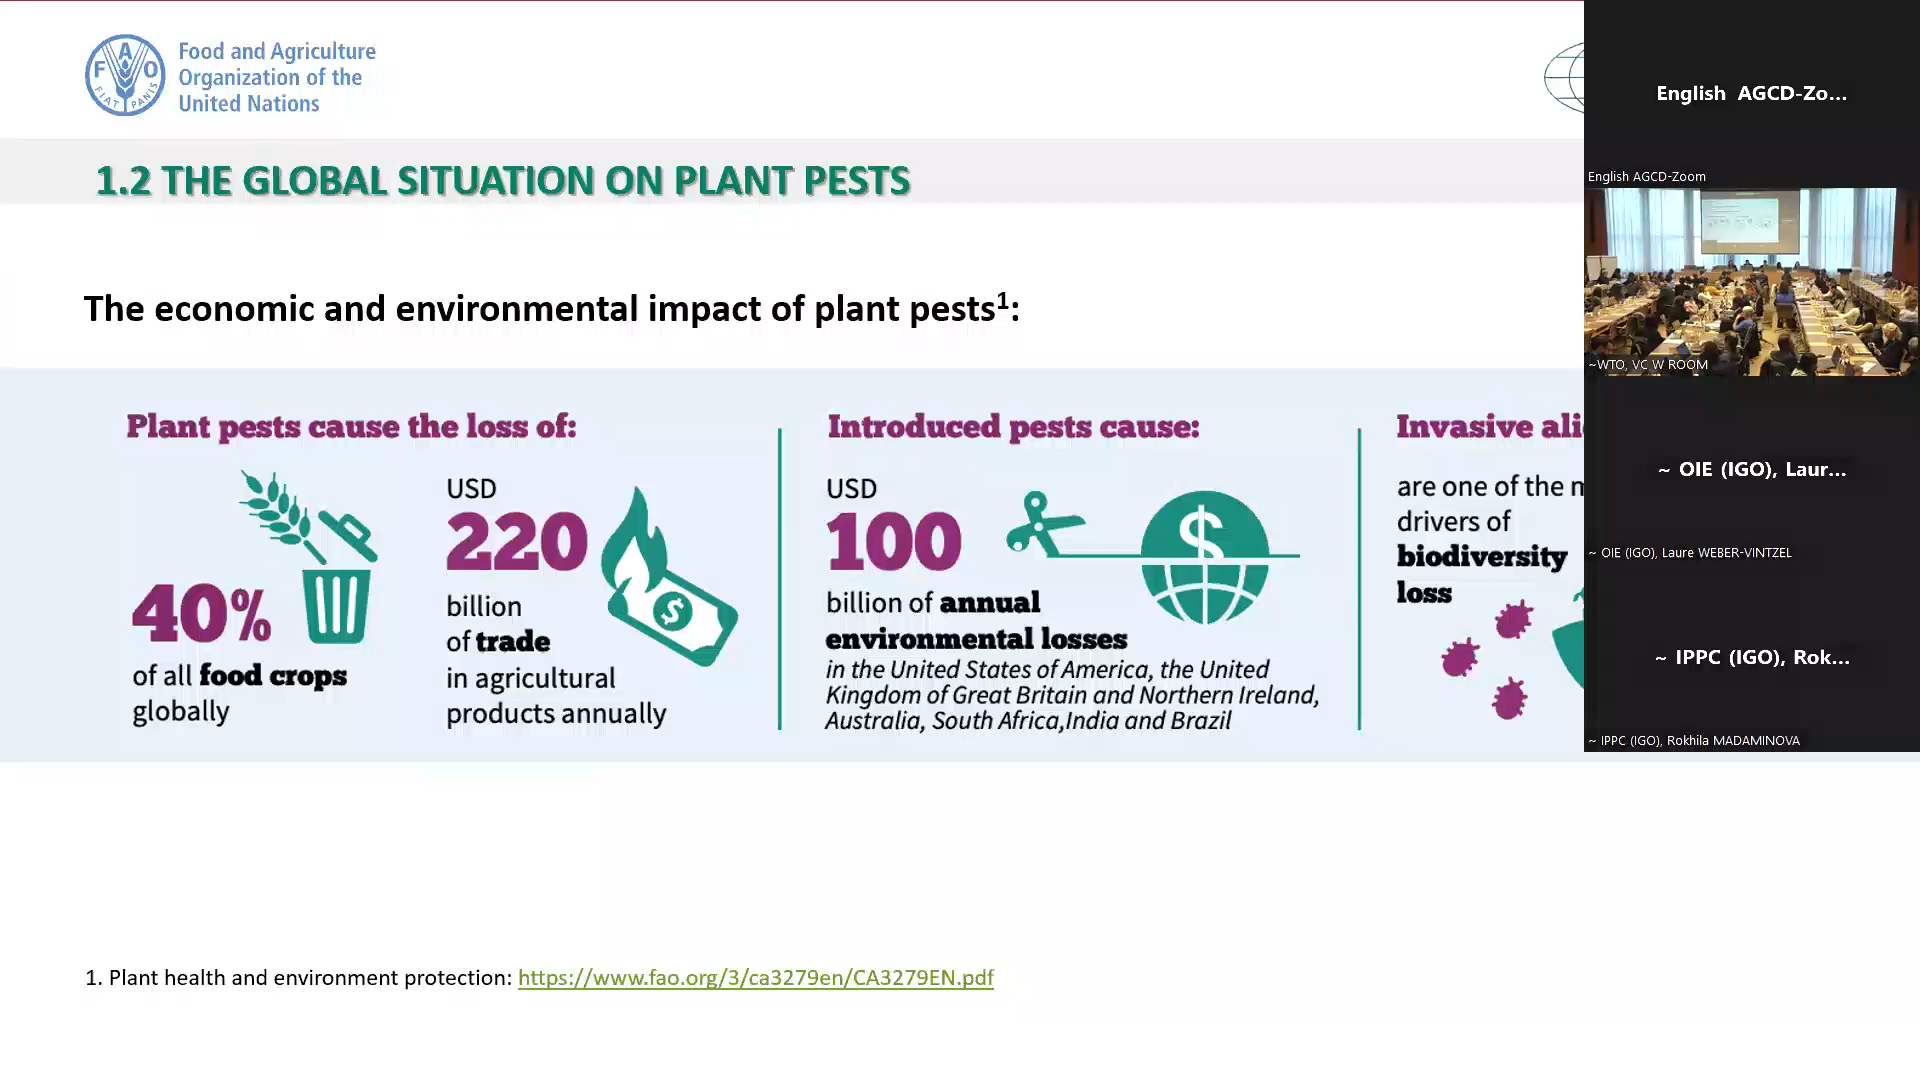 F A O
FIAT PANIS
Food and Agriculture
Organization of the
United Nations
1.2 THE GLOBAL SITUATION ON PLANT PESTS
The economic and environmental impact of plant pests¹:
Plant pests cause the loss of:
40%
of all food crops
globally
USD
220
billion
of trade
in agricultural
products annually
Introduced pests cause:
USD
100
billion of annual
environmental losses
in the United States of America, the United
Kingdom of Great Britain and Northern Ireland,
Australia, South Africa,India and Brazil
Invasive ali
are one of the m
drivers of
biodiversity
loss
1. Plant health and environment protection: https://www.fao.org/3/ca3279en/CA3279EN.pdf
English AGCD-Zo...
English AGCD-Zoom
~WTO, VC W ROOM
~ OIE (IGO), Laur...
~ OIE (IGO), Laure WEBER-VINTZEL
~ IPPC (IGO), Rok...
~ IPPC (IGO), Rokhila MADAMINOVA